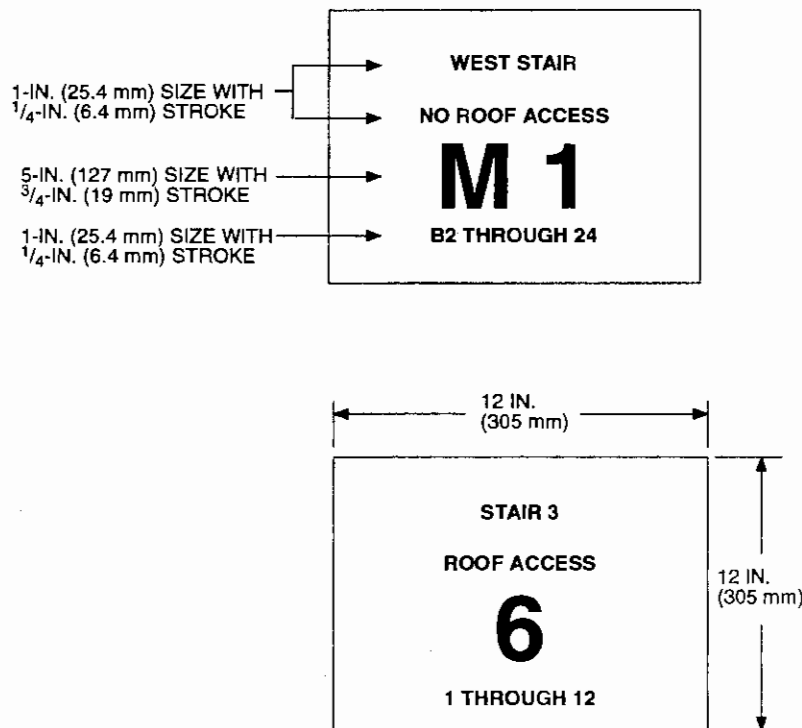 WEST STAIR
1-IN. (25.4 mm) SIZE WITH
1/4-IN. (6.4 mm) STROKE
NO ROOF ACCESS
M 1
5-IN. (127 mm) SIZE WITH
3/4-IN. (19 mm) STROKE
B2 THROUGH 24
1-IN. (25.4 mm) SIZE WITH
1/4-IN. (6.4 mm) STROKE
12 IN.
(305 mm)
STAIR 3
ROOF ACCESS
6
1 THROUGH 12
12 IN.
(305 mm)